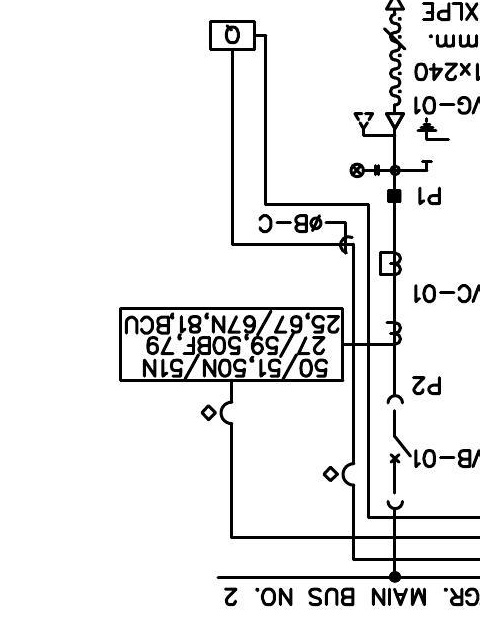 GR. MAIN BUS NO. 2
VB-01
P2
50/51,50N/51N
27/59,50BF,79
25,67/67N,81,BCU
VC-01
øB-C
P1
VG-01
1x240
mm.
XLPE
Q